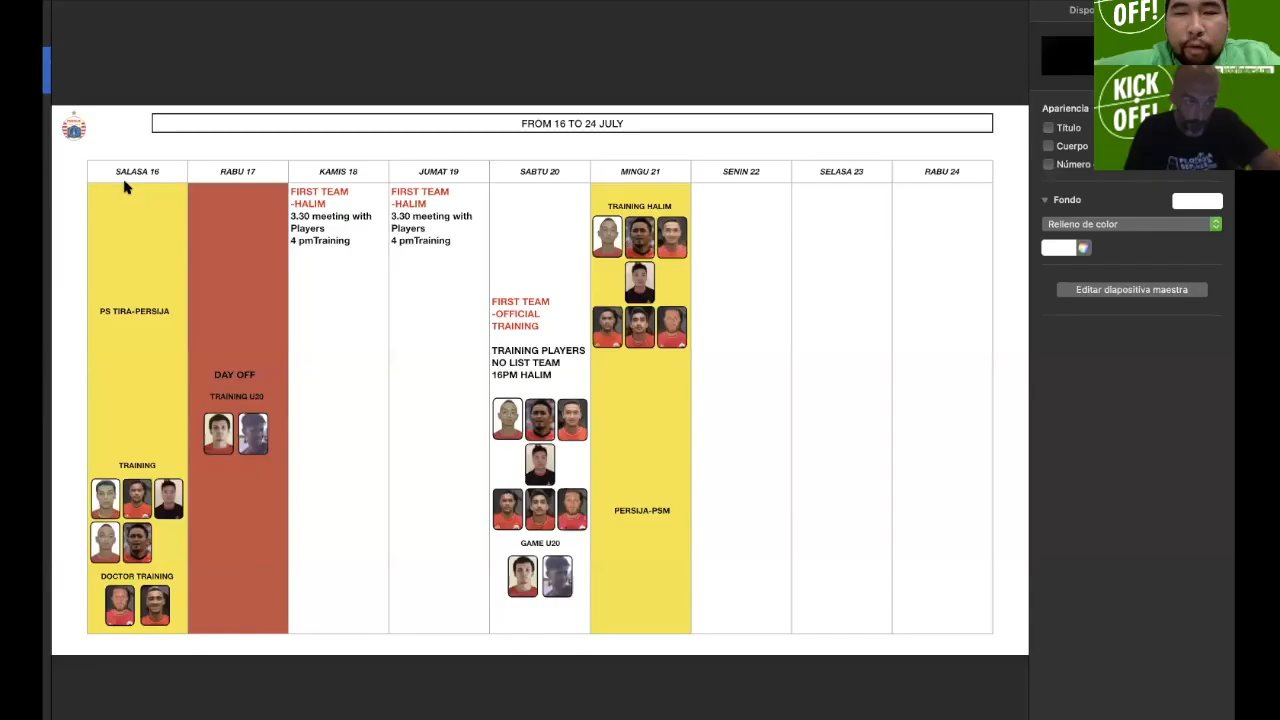 Dispo
OFF!
KICK
OFF!
FROM 16 TO 24 JULY
SALASA 16
RABU 17
KAMIS 18
JUMAT 19
SABTU 20
MINGU 21
SENIN 22
SELASA 23
RABU 24
PS TIRA-PERSIJA
TRAINING
DOCTOR TRAINING
DAY OFF
TRAINING U20
FIRST TEAM
-HALIM
3.30 meeting with
Players
4 pmTraining
FIRST TEAM
-HALIM
3.30 meeting with
Players
4 pmTraining
FIRST TEAM
-OFFICIAL
TRAINING
TRAINING PLAYERS
NO LIST TEAM
16PM HALIM
GAME U20
TRAINING HALIM
PERSIJA-PSM
Apariencia
Título
Cuerpo
Número
Fondo
Relleno de color
Editar diapositiva maestra